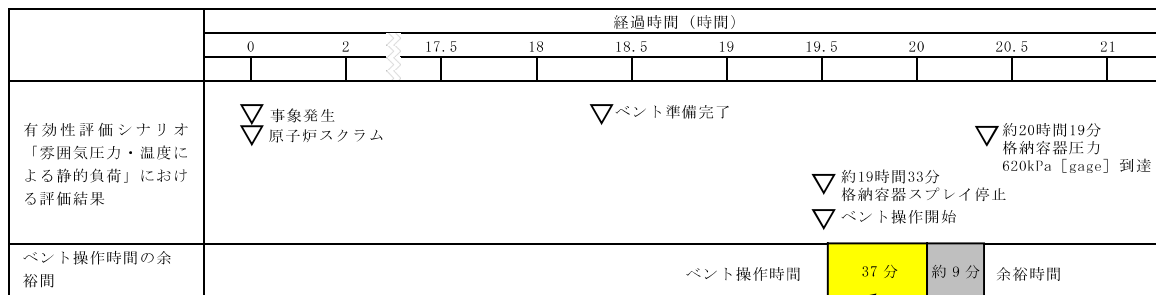 経過時間（時間）
0 2 17.5 18 18.5 19 19.5 20 20.5 21
有効性評価シナリオ
「雰囲気圧力・温度に
よる静的負荷」におけ
る評価結果
事象発生
原子炉スクラム
ベント準備完了
約19時間33分
格納容器スプレイ停止
ベント操作開始
約20時間19分
格納容器圧力
620kPa［gage］到達
ベント操作時間の余
裕間
ベント操作時間
37 分
約 9 分
余裕時間